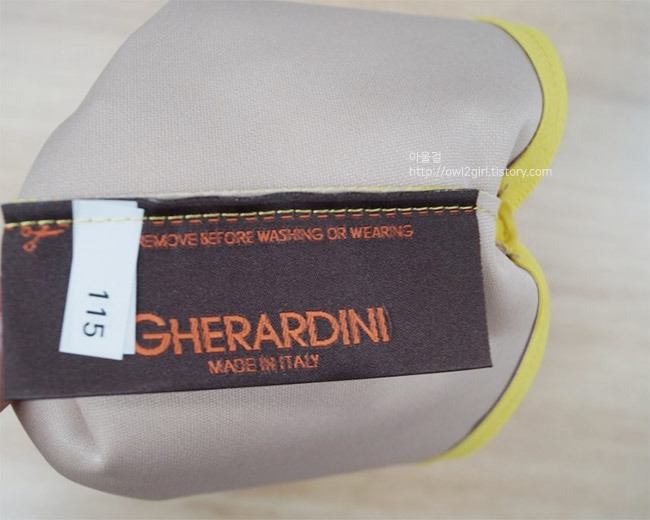 아울걸
http://owl2girl.tistory.com
REMOVE BEFORE WASHING OR WEARING
115
GHERARDINI
MADE IN ITALY